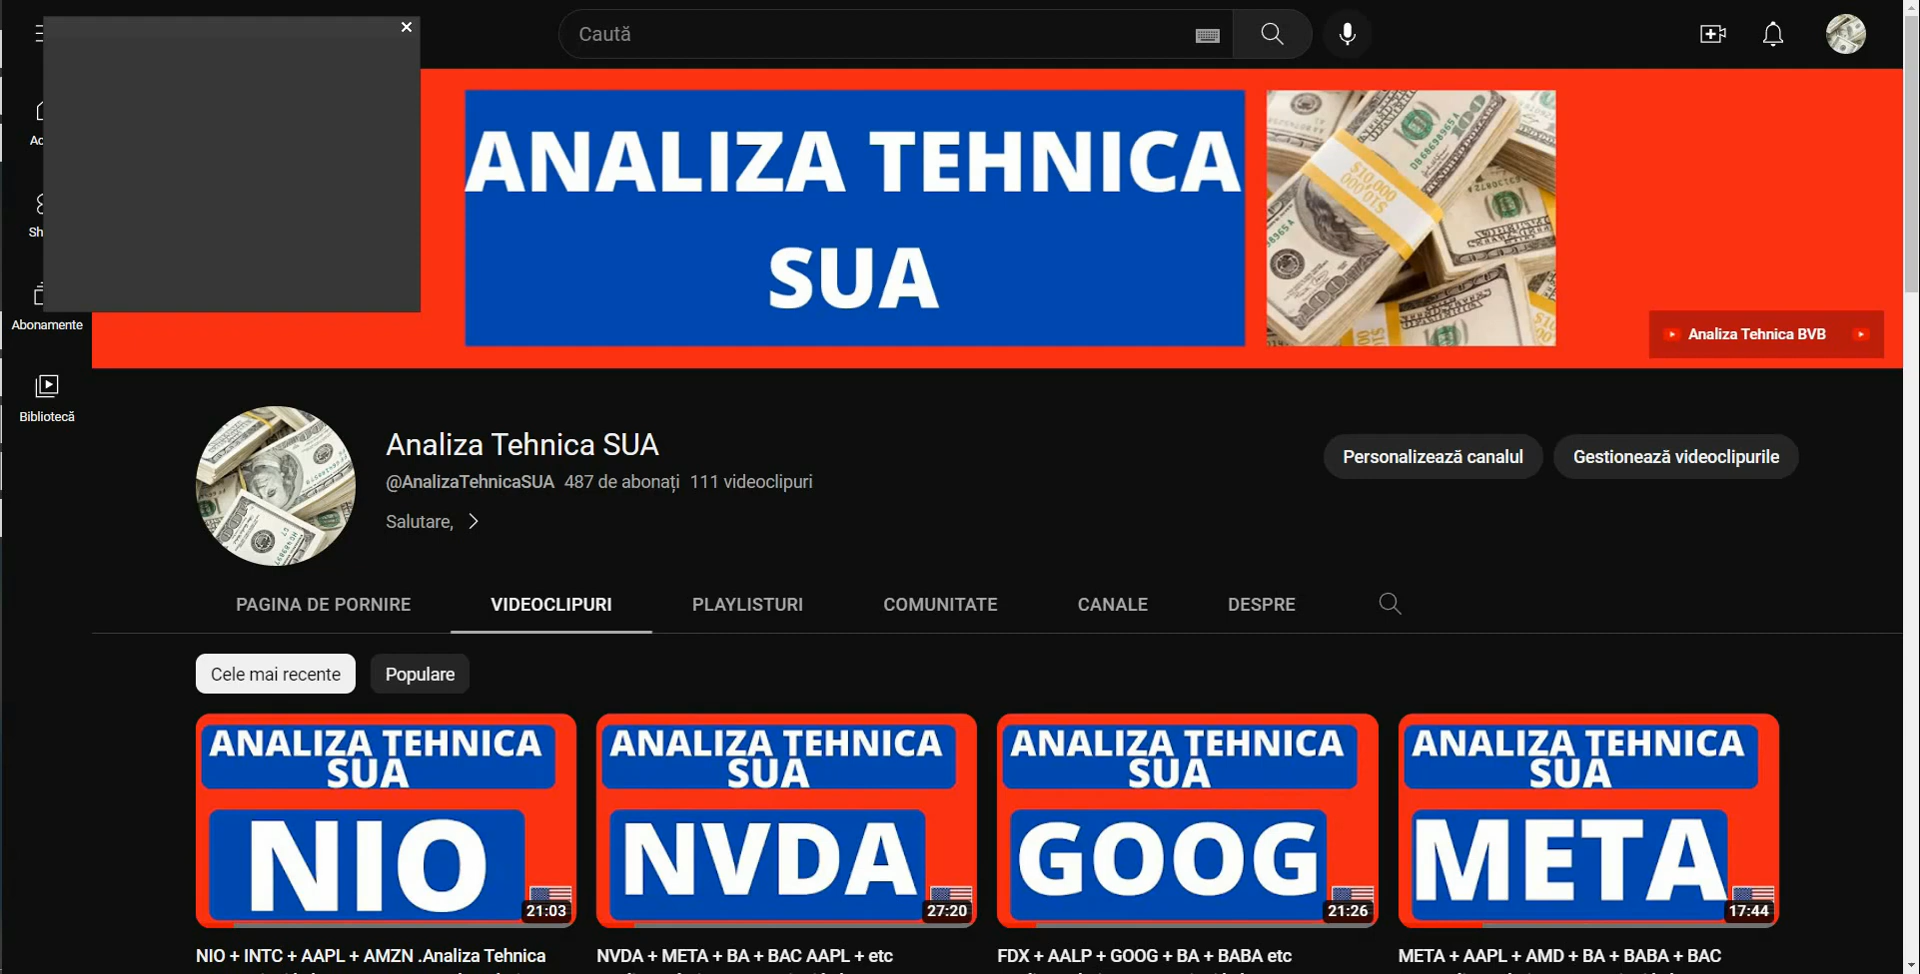 Caută
ANALIZA TEHNICA
SUA
Analiza Tehnica BVB
Abonamente
Bibliotecă
Analiza Tehnica SUA
@AnalizaTehnicaSUA 487 de abonați 111 videoclipuri
Salutare,
Personalizează canalul
Gestionează videoclipurile
PAGINA DE PORNIRE
VIDEOCLIPURI
PLAYLISTURI
COMUNITATE
CANALE
DESPRE
Cele mai recente
Populare
ANALIZA TEHNICA
SUA
NIO
21:03
NIO + INTC + AAPL + AMZN .Analiza Tehnica
ANALIZA TEHNICA
SUA
NVDA
27:20
NVDA + META + BA + BAC AAPL + etc
ANALIZA TEHNICA
SUA
GOOG
21:26
FDX + AALP + GOOG + BA + BABA etc
ANALIZA TEHNICA
SUA
META
17:44
META + AAPL + AMD + BA + BABA + BAC